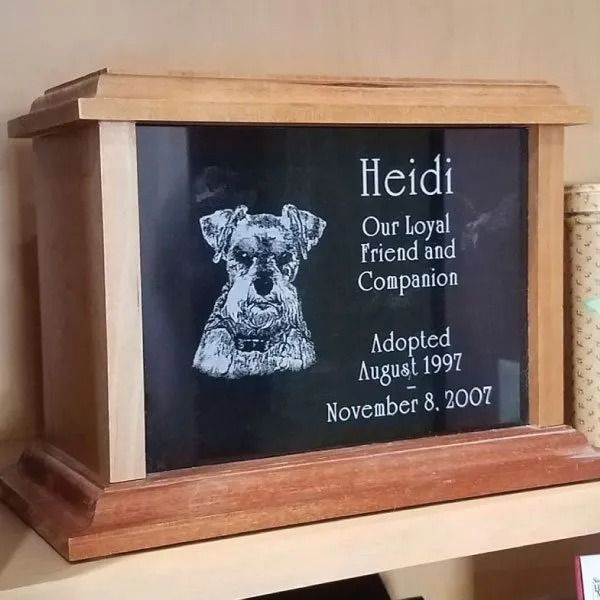 Heidi
Our Loyal
Friend and
Companion
Adopted
August 1997
–
November 8, 2007